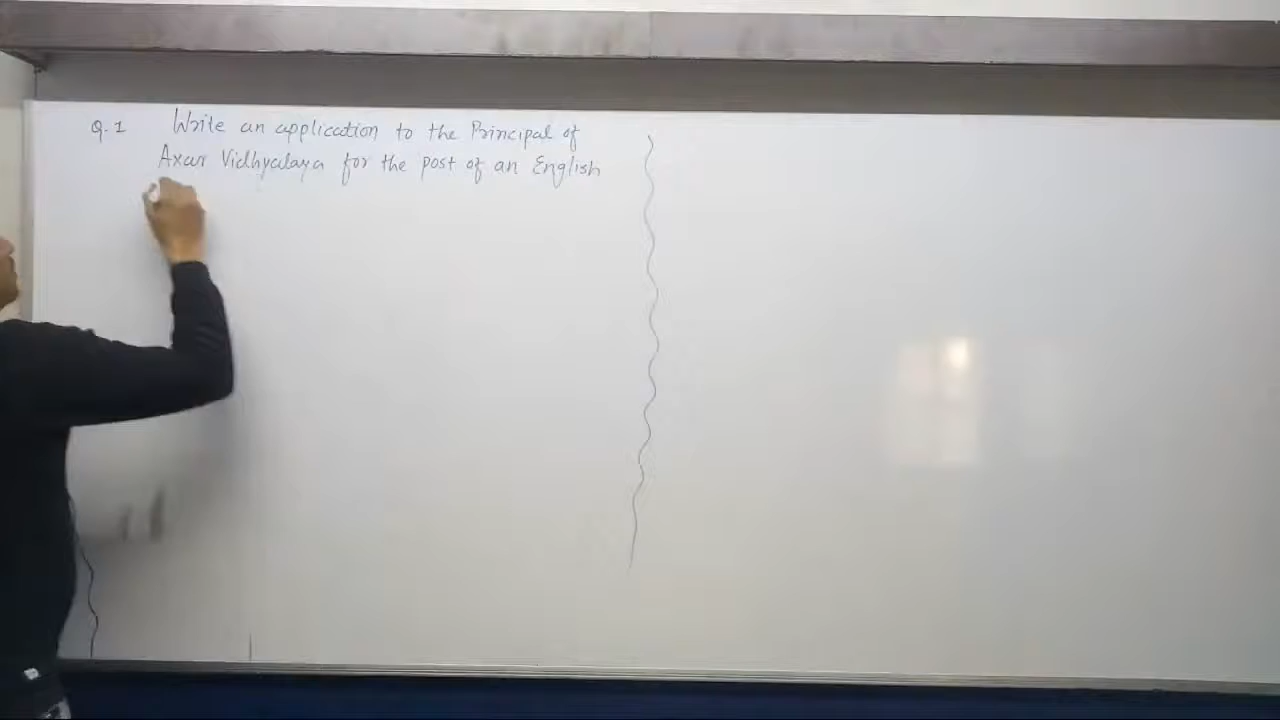 Q.1 Write an application to the Principal of
Axar Vidhyalaya for the post of an English